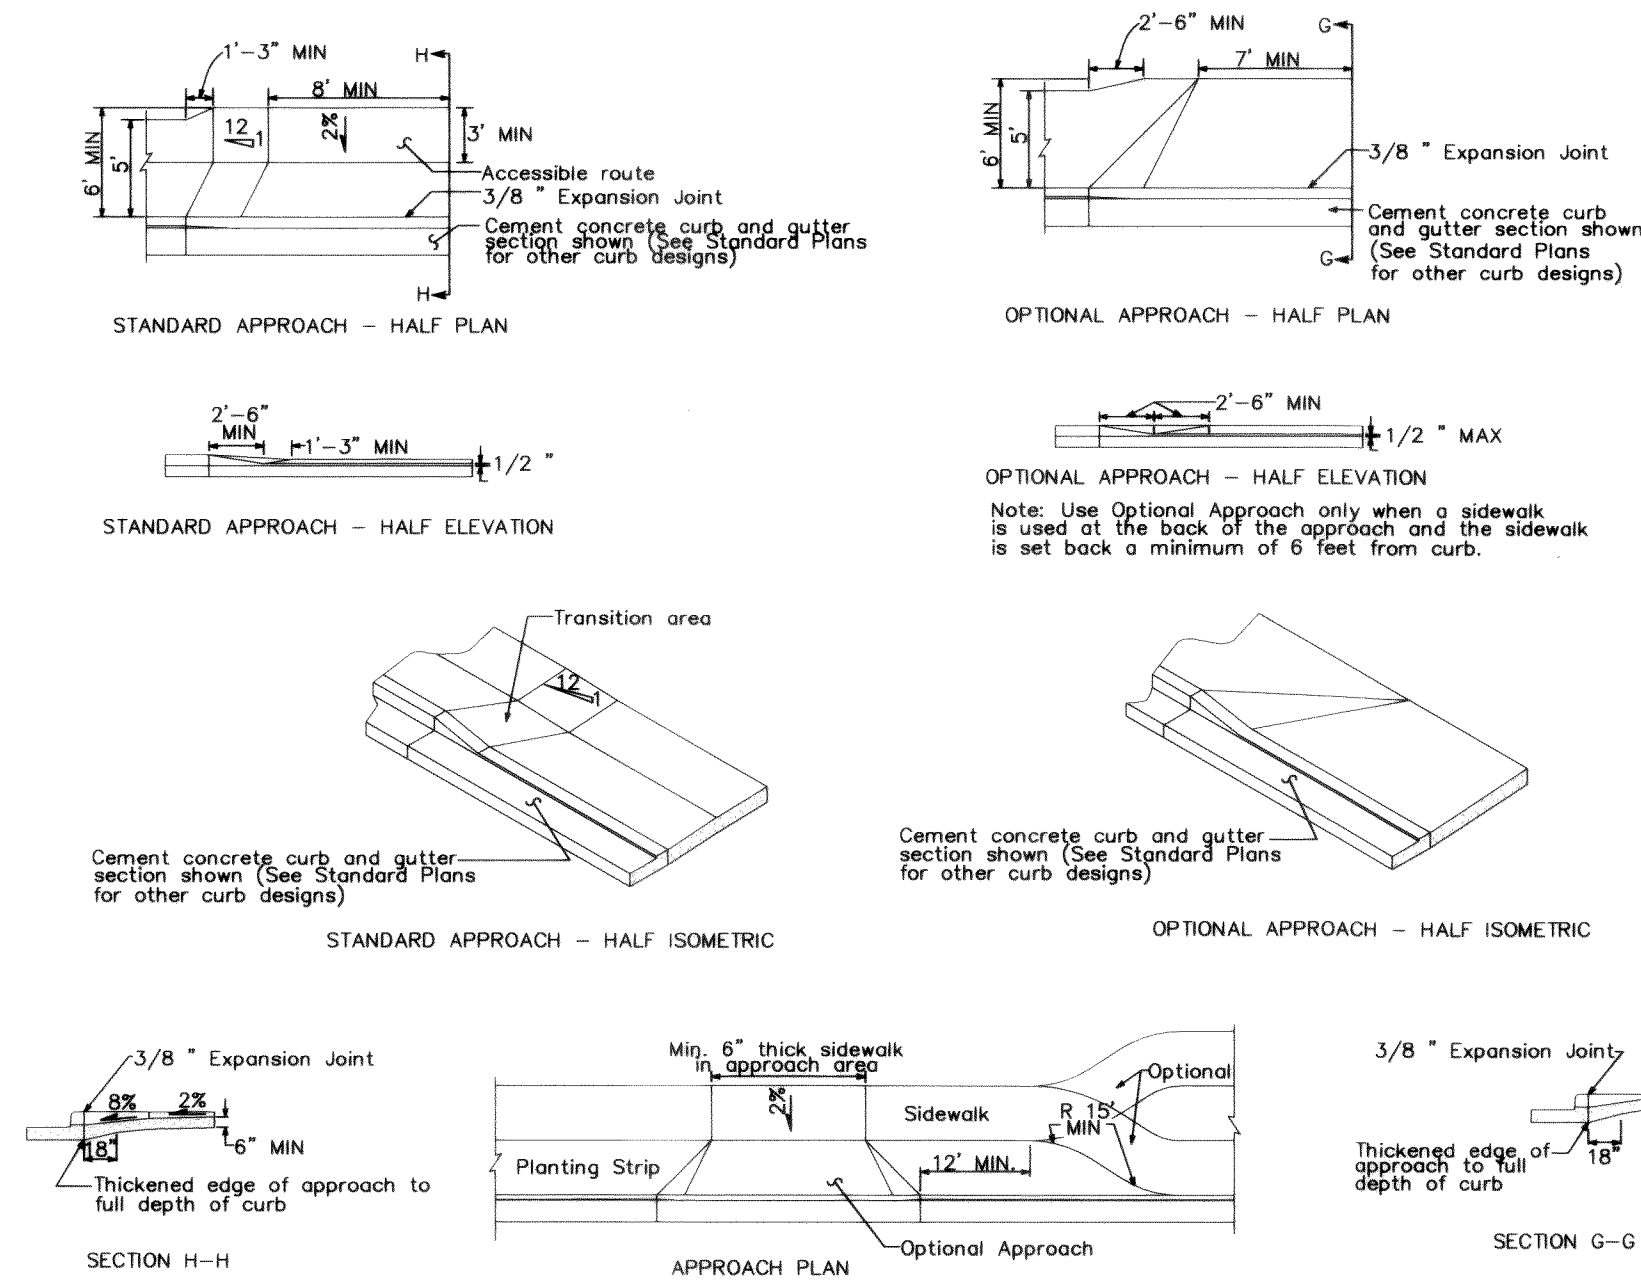 1'-3" MIN
H
8' MIN
12
1
2%
3' MIN
6' MIN
5'
Accessible route
3/8 " Expansion Joint
Cement concrete curb and gutter
section shown (See Standard Plans
for other curb designs)
H
STANDARD APPROACH - HALF PLAN
2'-6" MIN
G
7' MIN
6' MIN
5'
3/8 " Expansion Joint
Cement concrete curb
and gutter section shown
(See Standard Plans
for other curb designs)
G
OPTIONAL APPROACH - HALF PLAN
2'-6"
MIN
1'-3" MIN
1/2 "
STANDARD APPROACH - HALF ELEVATION
2'-6" MIN
1/2 " MAX
OPTIONAL APPROACH - HALF ELEVATION
Note: Use Optional Approach only when a sidewalk
is used at the back of the approach and the sidewalk
is set back a minimum of 6 feet from curb.
Transition area
12
1
Cement concrete curb and gutter
section shown (See Standard Plans
for other curb designs)
STANDARD APPROACH - HALF ISOMETRIC
Cement concrete curb and gutter
section shown (See Standard Plans
for other curb designs)
OPTIONAL APPROACH - HALF ISOMETRIC
3/8 " Expansion Joint
8%
2%
6" MIN
18"
Thickened edge of approach to
full depth of curb
SECTION H-H
Min. 6" thick sidewalk
in approach area
2%
Optional
Sidewalk
R 15'
MIN
Planting Strip
12' MIN.
Optional Approach
APPROACH PLAN
3/8 " Expansion Joint
Thickened edge of
approach to full
depth of curb
18"
SECTION G-G